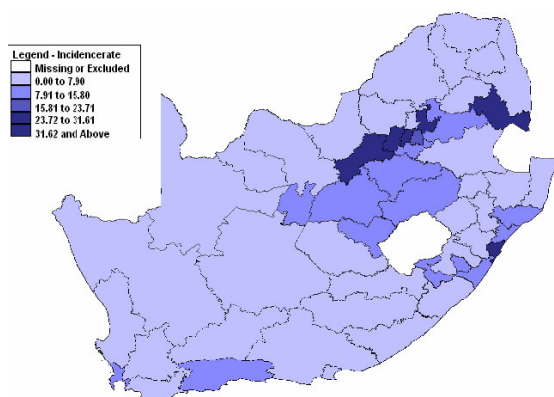 Legend - Incidencerate
Missing or Excluded
0.00 to 7.90
7.91 to 15.80
15.81 to 23.71
23.72 to 31.61
31.62 and Above